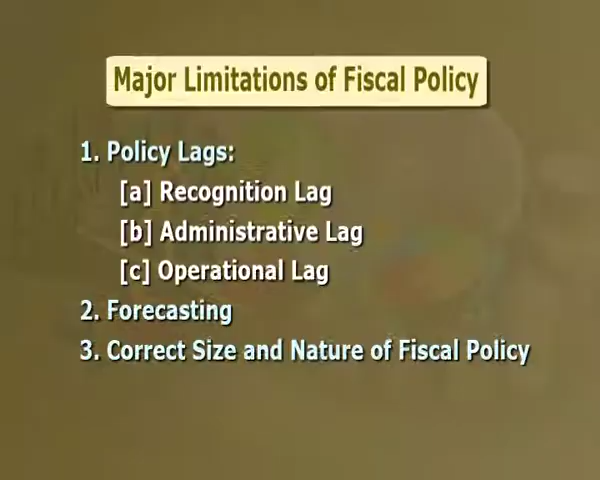 Major Limitations of Fiscal Policy
1. Policy Lags:
[a] Recognition Lag
[b] Administrative Lag
[c] Operational Lag
2. Forecasting
3. Correct Size and Nature of Fiscal Policy